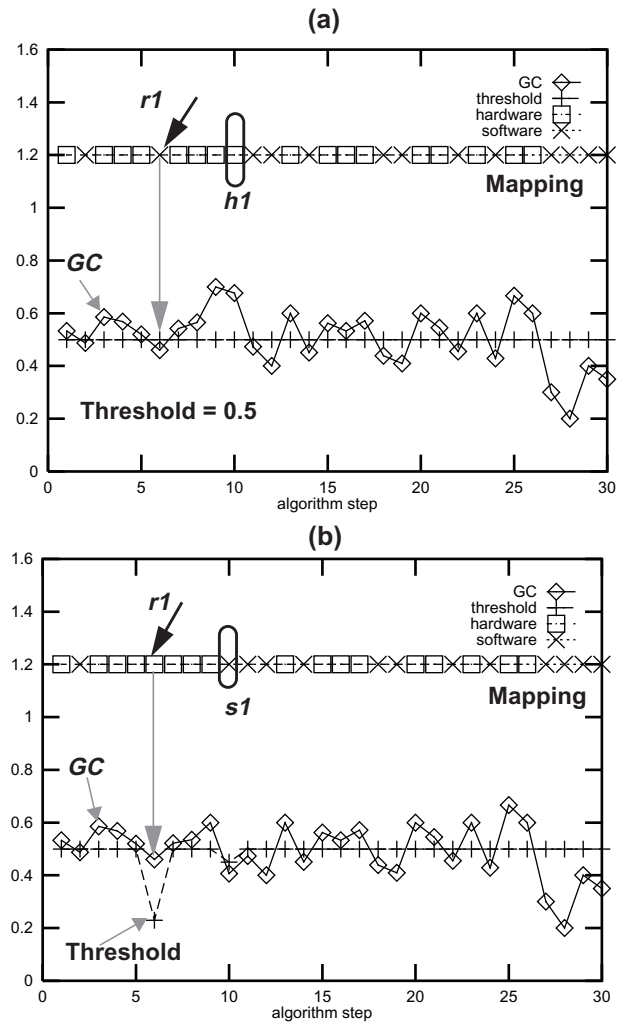 (a)
1.6
1.4
1.2
1
0.8
0.6
0.4
0.2
0
r1
h1
GC
GC
threshold
hardware
software
Mapping
Threshold = 0.5
0 5 10 15 20 25 30
algorithm step
(b)
1.6
1.4
1.2
1
0.8
0.6
0.4
0.2
0
r1
s1
GC
GC
threshold
hardware
software
Mapping
Threshold
0 5 10 15 20 25 30
algorithm step